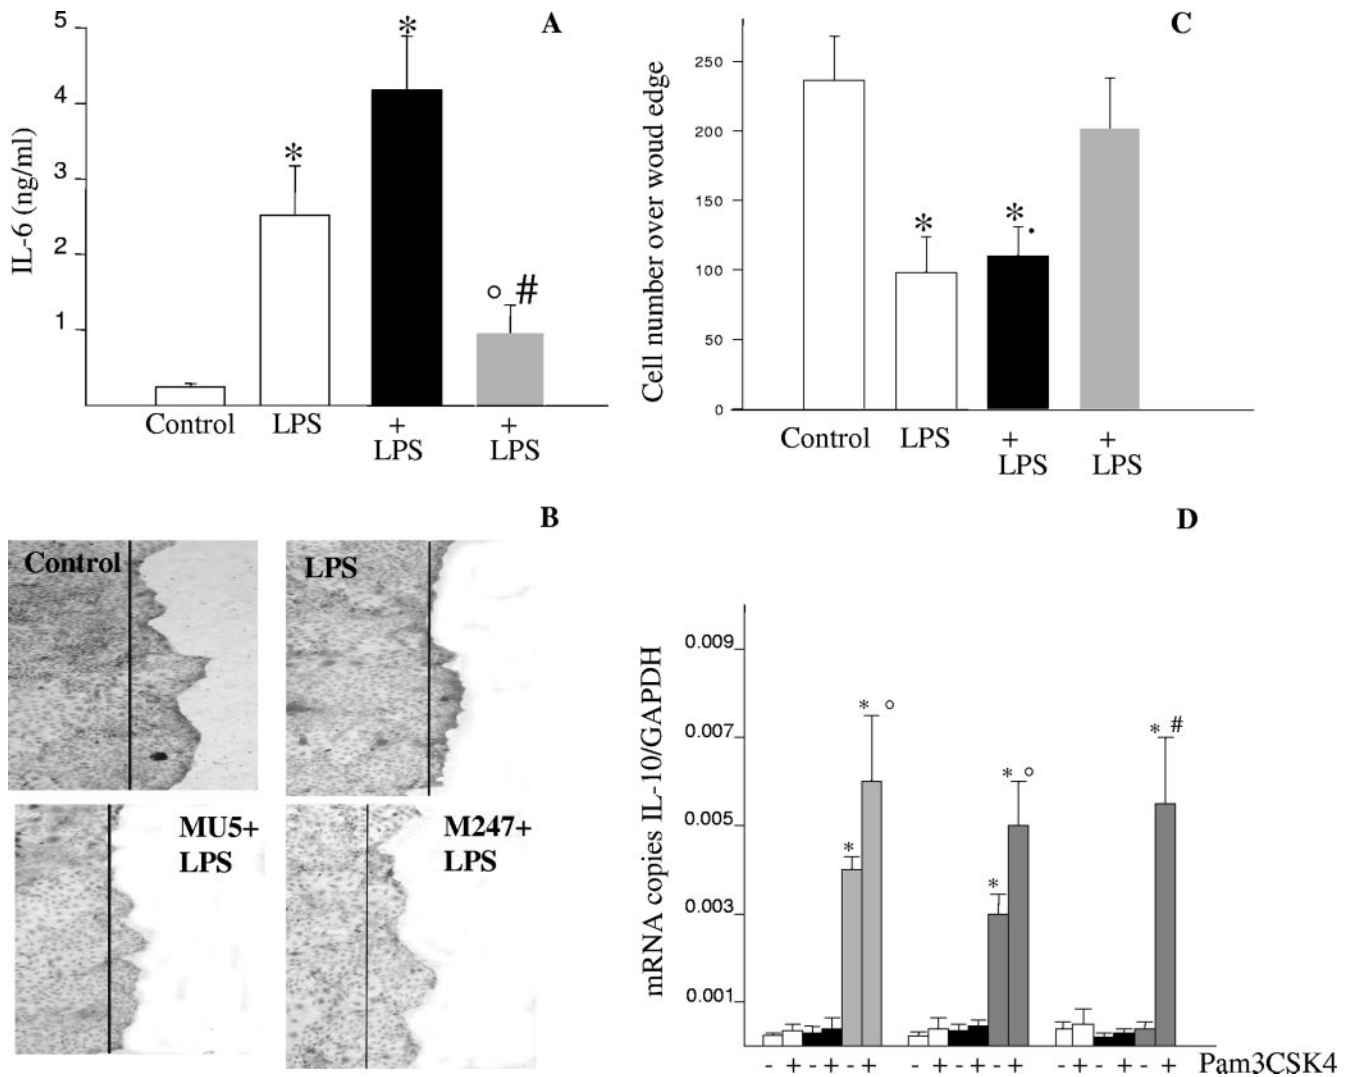 A
IL-6 (ng/ml)
5
4
3
2
1
*
*
° #
Control LPS + LPS + LPS
C
Cell number over woud edge
250
200
150
100
50
0
*
*.
Control LPS + LPS + LPS
B
Control
LPS
MU5+
LPS
M247+
LPS
D
mRNA copies IL-10/GAPDH
0.009
0.007
0.005
0.003
0.001
* °
* °
* #
*
*
- + - + - + - + - + - + - + - + - + Pam3CSK4